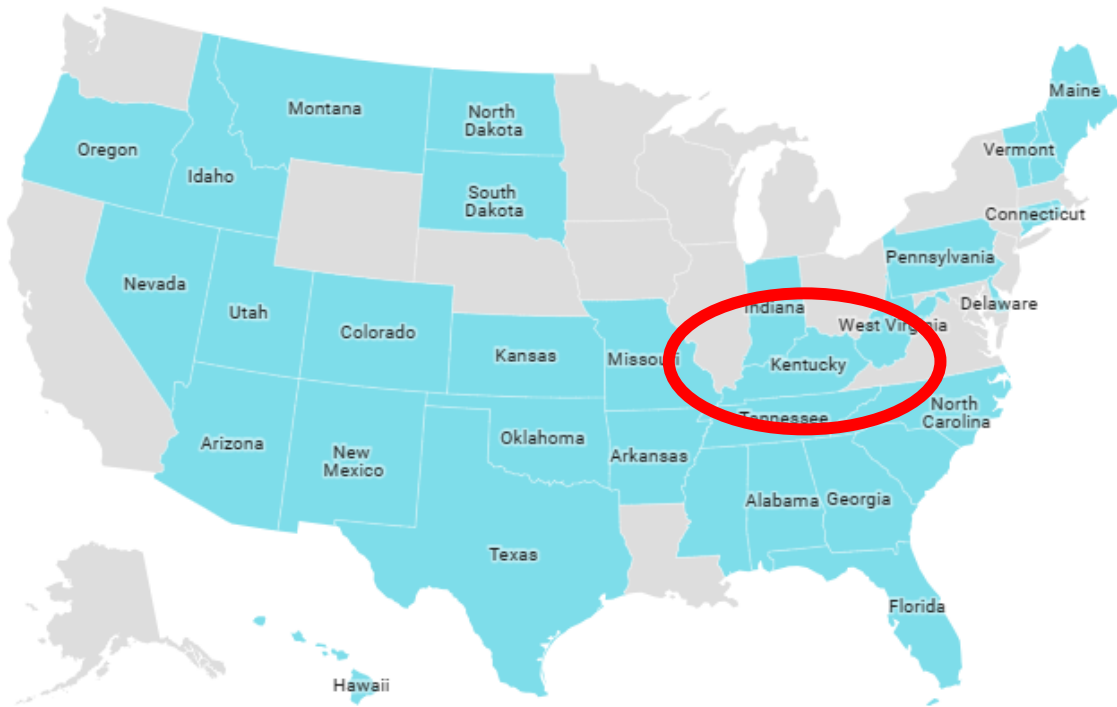 Maine
Montana
North
Dakota
Oregon
Vermont
Idaho
South
Dakota
Connecticut
Pennsylvania
Nevada
Utah
Colorado
Indiana
Delaware
West Virginia
Kansas
Missouri
Kentucky
North
Carolina
Tennessee
Arizona
New
Mexico
Oklahoma
Arkansas
Alabama
Georgia
Texas
Florida
Hawaii